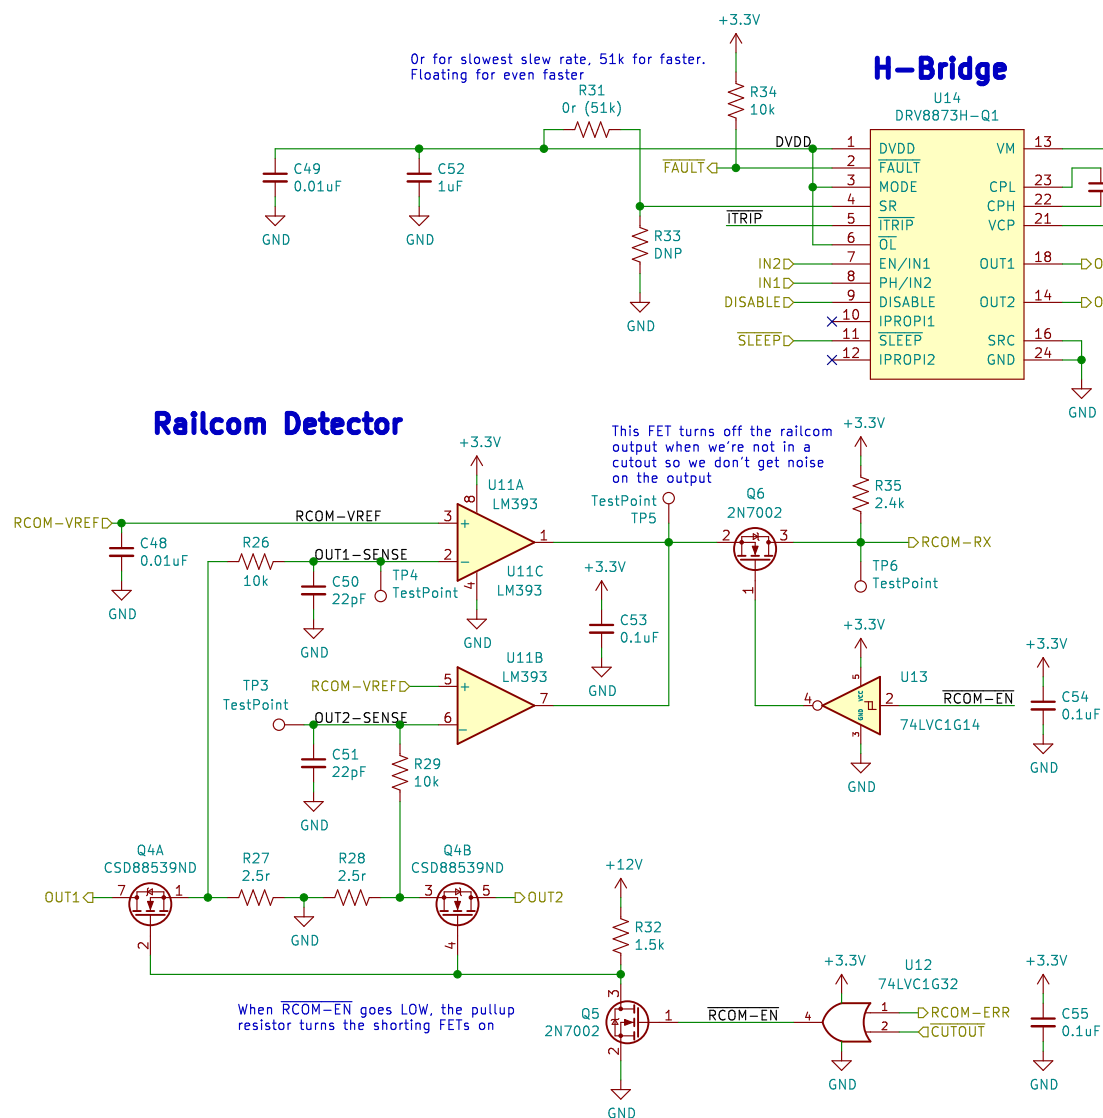 +3.3V
Or for slowest slew rate, 51k for faster.
Floating for even faster
H-Bridge
R31
0r (51k)
R34
10k
U14
DRV8873H-Q1
DVDD
1 DVDD VM 13
FAULT
2 FAULT
3 MODE CPL 23
4 SR CPH 22
ITRIP
5 ITRIP VCP 21
6 OL
IN2
7 EN/IN1 OUT1 18
O
IN1
8 PH/IN2
DISABLE
9 DISABLE OUT2 14
O
10 IPROPI1
SLEEP
11 SLEEP SRC 16
12 IPROPI2 GND 24
C49
0.01uF
GND
C52
1uF
GND
R33
DNP
GND
GND
Railcom Detector
This FET turns off the railcom
output when we're not in a
cutout so we don't get noise
on the output
+3.3V
+3.3V
U11A
LM393
8
RCOM-VREF
RCOM-VREF
3
+
1
TestPoint
TP5
Q6
2N7002
2
3
1
R35
2.4k
RCOM-RX
TP6
TestPoint
C48
0.01uF
GND
R26
10k
OUT1-SENSE
2
-
4
U11C
LM393
GND
C50
22pF
GND
TP4
TestPoint
+3.3V
C53
0.1uF
GND
U11B
LM393
RCOM-VREF
5
+
7
TP3
TestPoint
OUT2-SENSE
6
-
C51
22pF
GND
R29
10k
+3.3V
5
VCC
GND
3
4
2
U13
74LVC1G14
GND
RCOM-EN
+3.3V
C54
0.1uF
GND
Q4A
CSD88539ND
OUT1
7
1
2
R27
2.5r
R28
2.5r
GND
Q4B
CSD88539ND
3
5
4
OUT2
+12V
R32
1.5k
When RCOM-EN goes LOW, the pullup
resistor turns the shorting FETs on
Q5
2N7002
3
1
2
GND
RCOM-EN
+3.3V
U12
74LVC1G32
4
1
2
RCOM-ERR
CUTOUT
GND
+3.3V
C55
0.1uF
GND